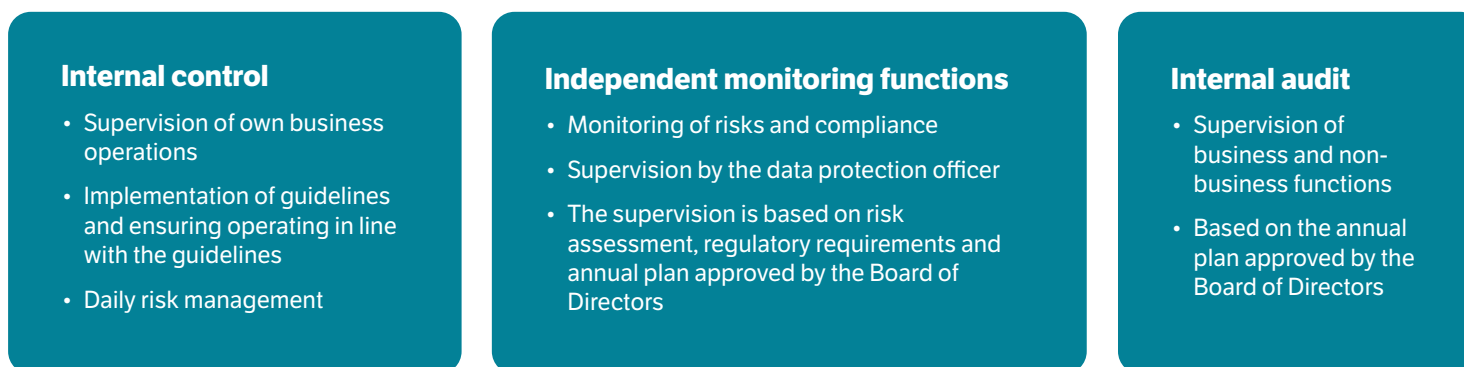 Internal control
• Supervision of own business
operations
• Implementation of guidelines
and ensuring operating in line
with the guidelines
• Daily risk management
Independent monitoring functions
• Monitoring of risks and compliance
• Supervision by the data protection officer
• The supervision is based on risk
assessment, regulatory requirements and
annual plan approved by the Board of
Directors
Internal audit
• Supervision of
business and non-
business functions
• Based on the annual
plan approved by the
Board of Directors